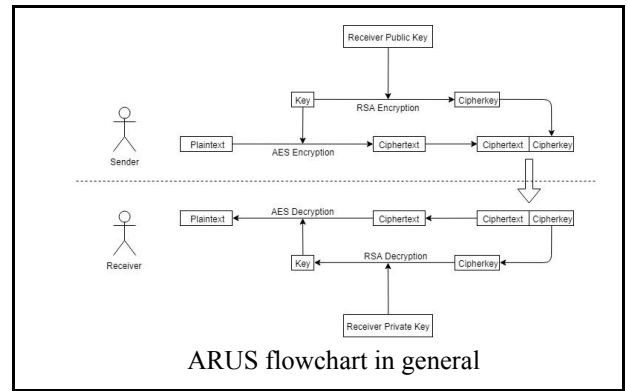 Receiver Public Key
Key
RSA Encryption
Cipherkey
Sender
Plaintext
AES Encryption
Ciphertext
Ciphertext
Cipherkey
Receiver
Plaintext
AES Decryption
Ciphertext
Ciphertext
Cipherkey
Key
RSA Decryption
Cipherkey
Receiver Private Key
ARUS flowchart in general